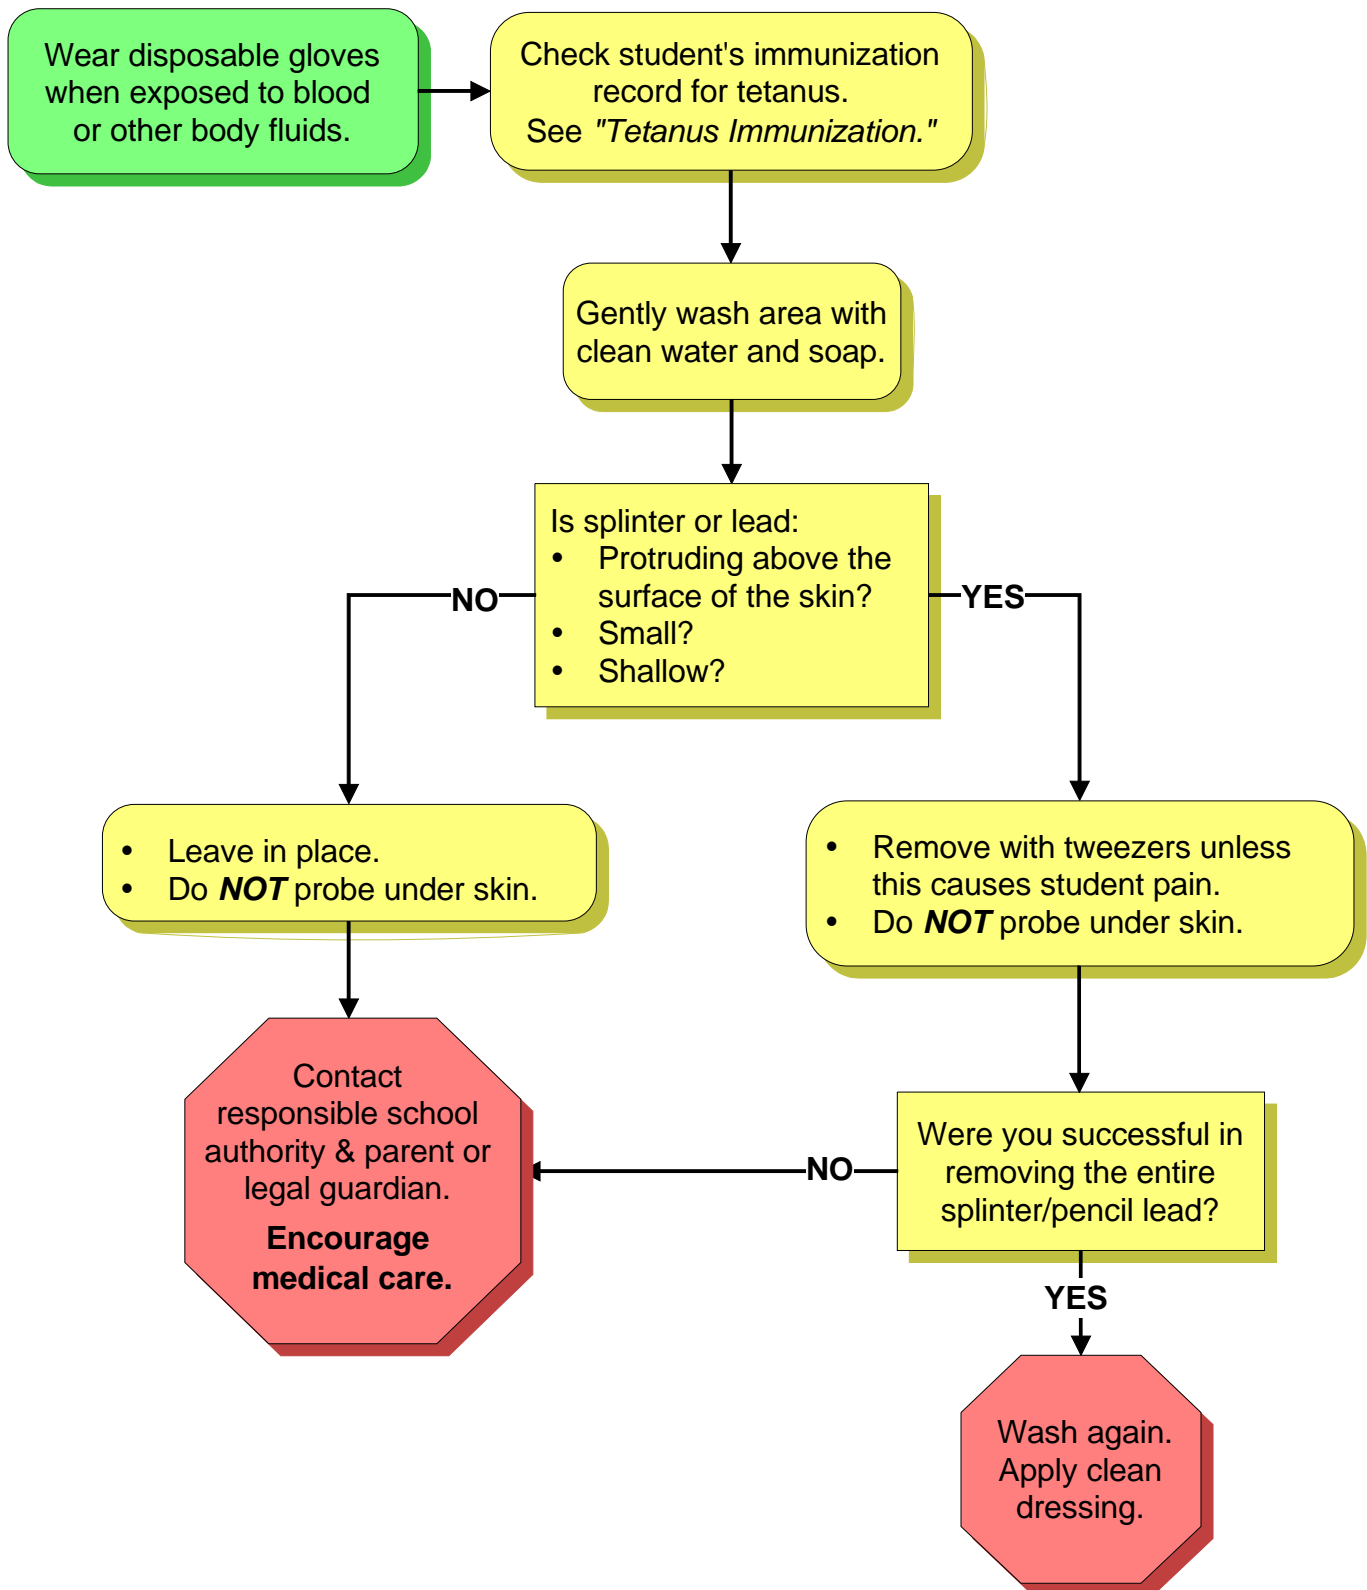 Wear disposable gloves
when exposed to blood
or other body fluids.
Check student's immunization
record for tetanus.
See "Tetanus Immunization."
Gently wash area with
clean water and soap.
Is splinter or lead:
• Protruding above the
surface of the skin?
• Small?
• Shallow?
NO
YES
• Leave in place.
• Do NOT probe under skin.
• Remove with tweezers unless
this causes student pain.
• Do NOT probe under skin.
Contact
responsible school
authority & parent or
legal guardian.
Encourage
medical care.
NO
Were you successful in
removing the entire
splinter/pencil lead?
YES
Wash again.
Apply clean
dressing.